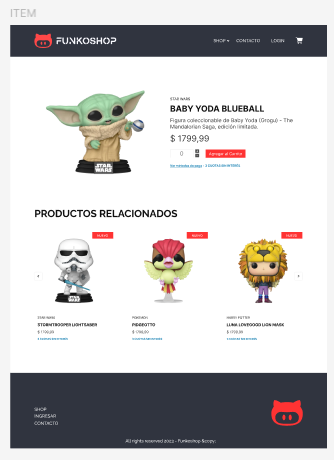 ITEM
FUNKOSHOP
SHOP
CONTACTO
LOGIN
STAR WARS
BABY YODA BLUEBALL
Figura coleccionable de Baby Yoda (Grogu) - The
Mandalorian Saga, edición limitada.
$ 1799,99
0
Agregar al Carrito
Ver métodos de pago - 3 CUOTAS SIN INTERÉS
STAR WARS
PRODUCTOS RELACIONADOS
NUEVO
NUEVO
NUEVO
STAR WARS
STORMTROOPER LIGHTSABER
$ 1799,99
3 CUOTAS SIN INTERÉS
POKEMON
PIDGEOTTO
$ 1799,99
3 CUOTAS SIN INTERÉS
HARRY POTTER
LUNA LOVEGOOD LION MASK
$ 1799,99
3 CUOTAS SIN INTERÉS
SHOP
INGRESAR
CONTACTO
All rights reserved 2022 - Funkoshop &copy;